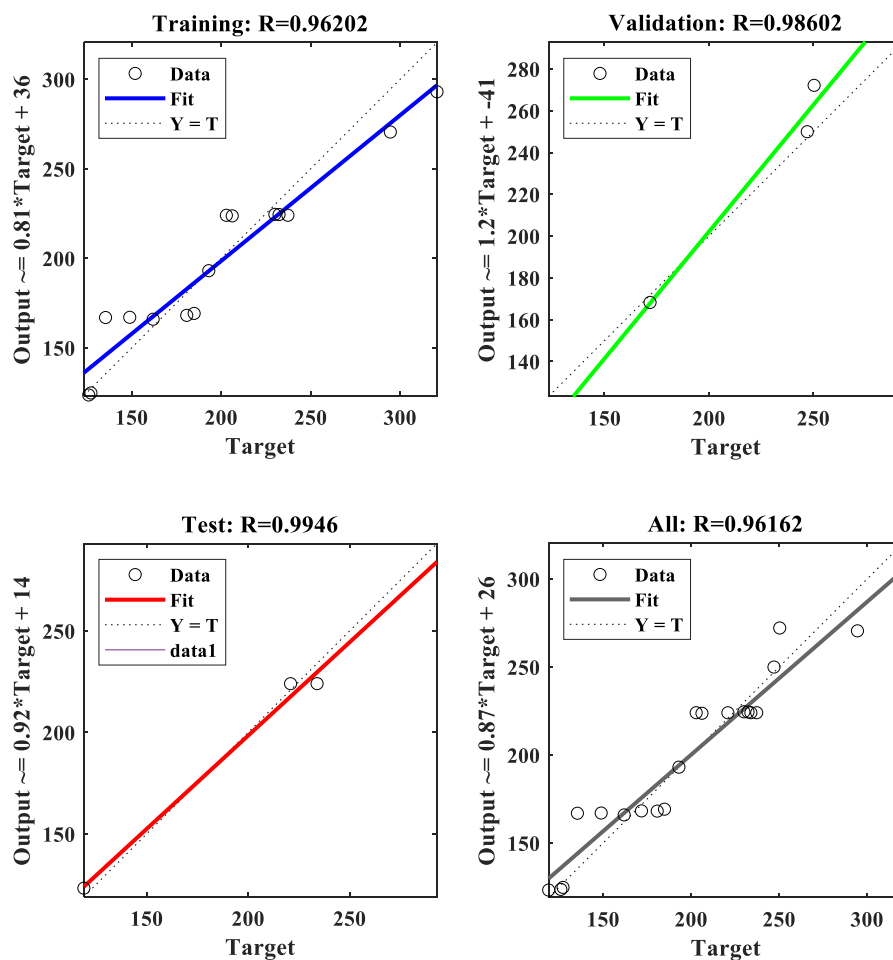 Training: R=0.96202
Output ~= 0.81*Target + 36
300
250
200
150
Data
Fit
Y = T
150
200
250
300
Target
Validation: R=0.98602
Output ~= 1.2*Target + -41
280
260
240
220
200
180
160
140
Data
Fit
Y = T
150
200
250
Target
Test: R=0.9946
Output ~= 0.92*Target + 14
250
200
150
Data
Fit
Y = T
data1
150
200
250
Target
All: R=0.96162
Output ~= 0.87*Target + 26
300
250
200
150
Data
Fit
Y = T
150
200
250
300
Target